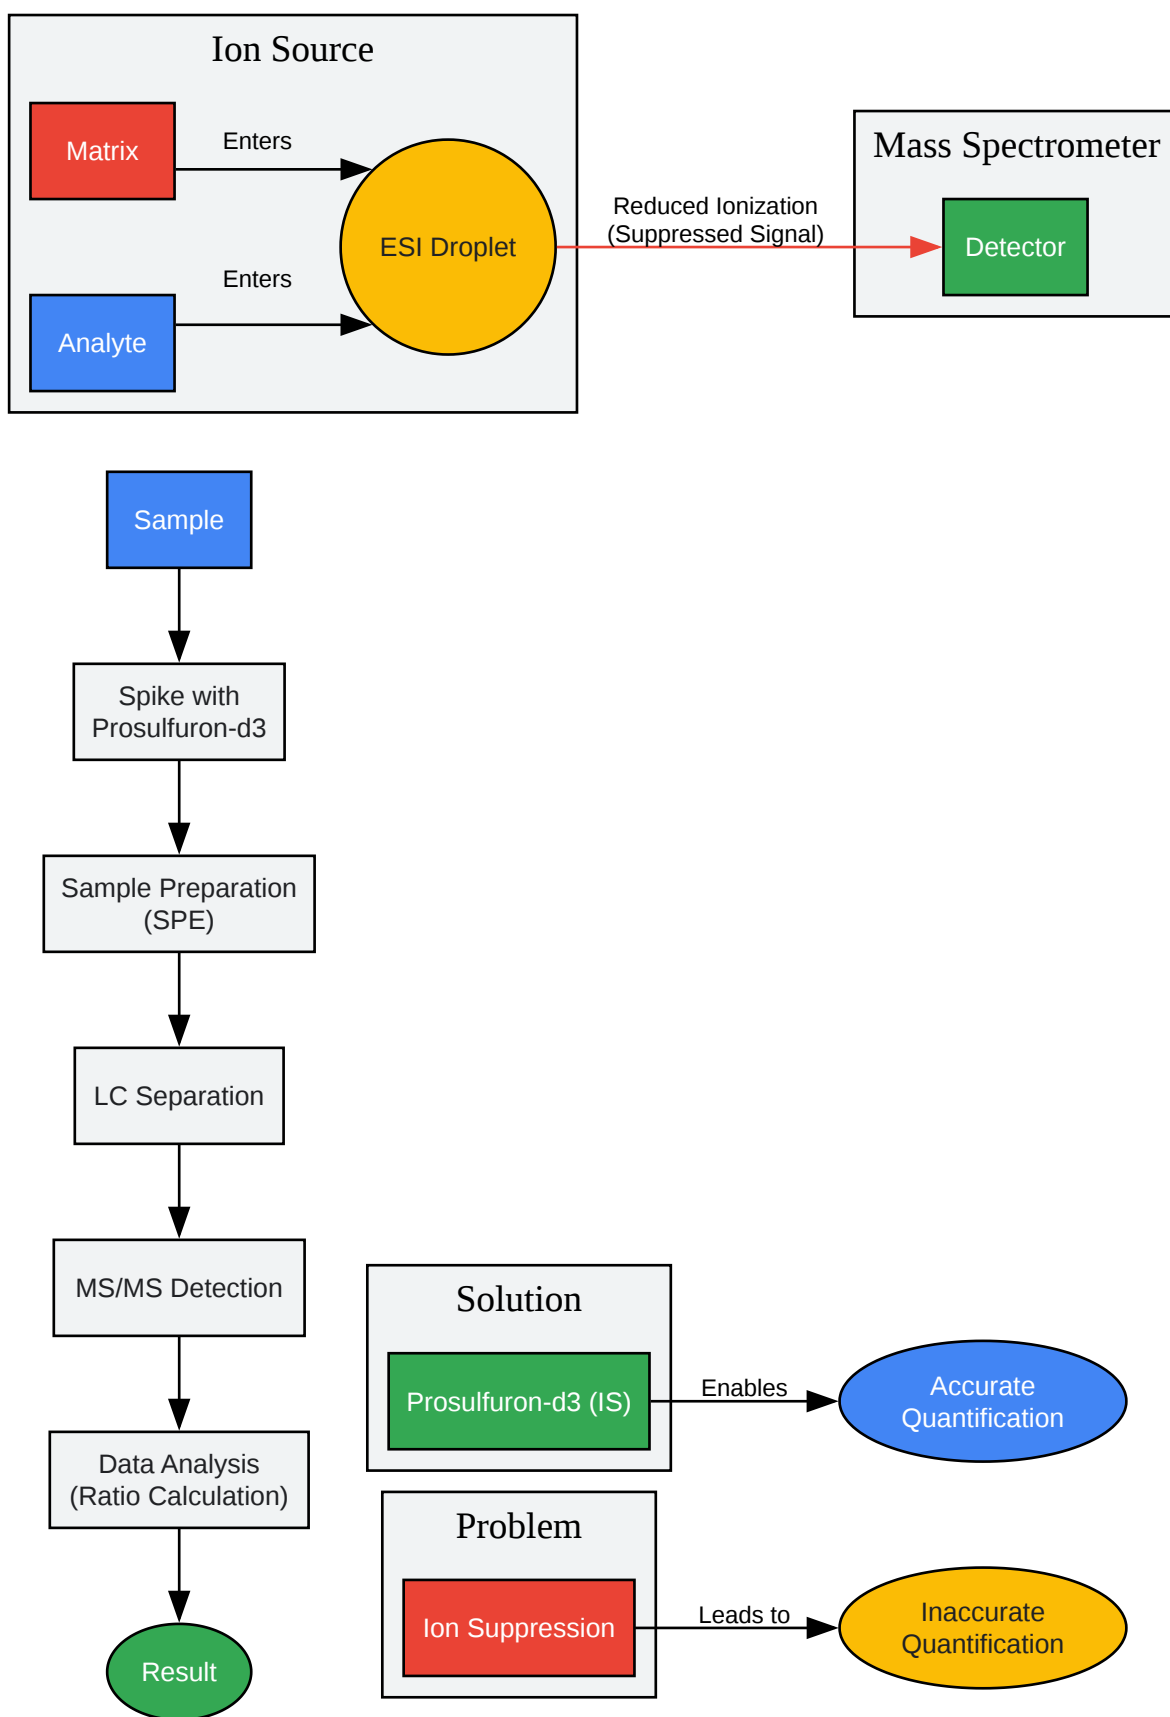 Ion Source
Matrix
Enters
ESI Droplet
Enters
Analyte
Reduced Ionization
(Suppressed Signal)
Mass Spectrometer
Detector
Sample
Spike with
Prosulfuron-d3
Sample Preparation
(SPE)
LC Separation
MS/MS Detection
Data Analysis
(Ratio Calculation)
Result
Solution
Prosulfuron-d3 (IS)
Enables
Accurate
Quantification
Problem
Ion Suppression
Leads to
Inaccurate
Quantification